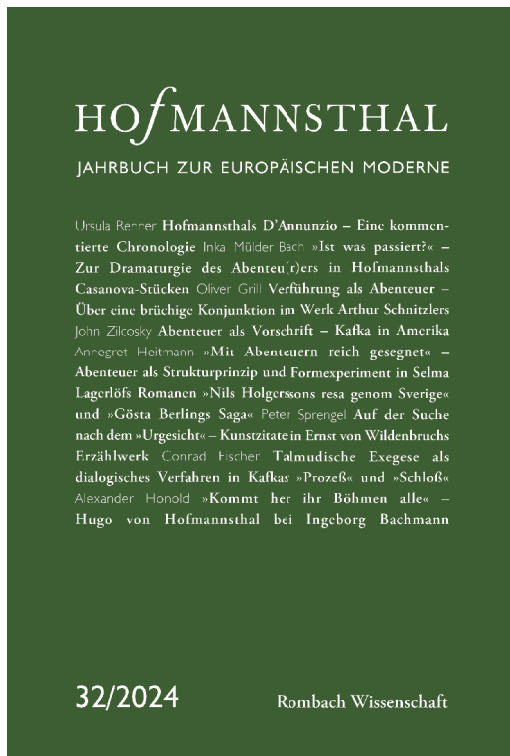 HOfMANNSTHAL
JAHRBUCH ZUR EUROPÄISCHEN MODERNE
Ursula Renner Hofmannsthals D’Annunzio – Eine kommen-
tierte Chronologie Inka Mülder Bach »Ist was passiert?« –
Zur Dramaturgie des Abenteu(r)ers in Hofmannsthals
Casanova-Stücken Oliver Grill Verführung als Abenteuer –
Über eine brüchige Konjunktion im Werk Arthur Schnitzlers
John Zilcosky Abenteuer als Vorschrift – Kafka in Amerika
Annegret Heitmann »Mit Abenteuern reich gesegnet« –
Abenteuer als Strukturprinzip und Formexperiment in Selma
Lagerlöfs Romanen »Nils Holgerssons resa genom Sverige«
und »Gösta Berlings Saga« Peter Sprengel Auf der Suche
nach dem »Urgesicht« – Kunstzitate in Ernst von Wildenbruchs
Erzählwerk Conrad Fischer Talmudische Exegese als
dialogisches Verfahren in Kafkas »Prozeß« und »Schloß«
Alexander Honold »Kommt her ihr Böhmen alle« –
Hugo von Hofmannsthal bei Ingeborg Bachmann
32/2024
Rombach Wissenschaft